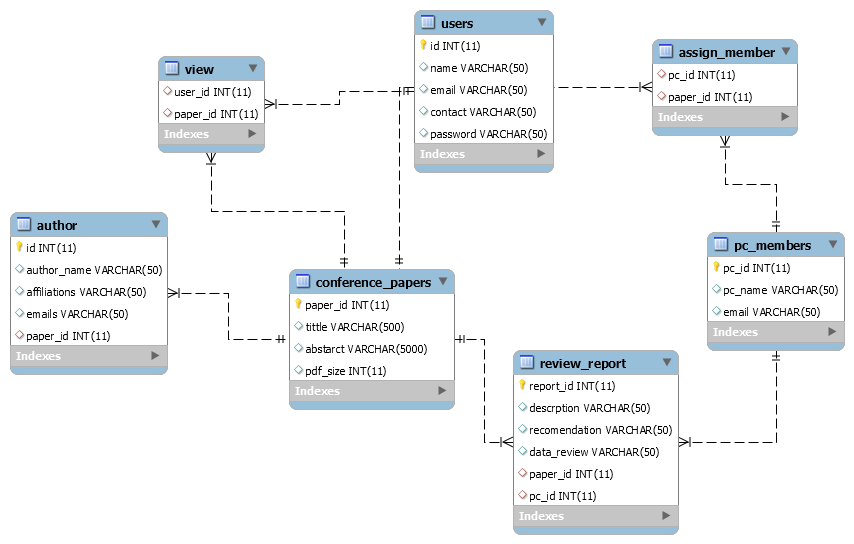 users
id INT(11)
name VARCHAR(50)
email VARCHAR(50)
contact VARCHAR(50)
password VARCHAR(50)
Indexes
assign_member
pc_id INT(11)
paper_id INT(11)
Indexes
view
user_id INT(11)
paper_id INT(11)
Indexes
author
id INT(11)
author_name VARCHAR(50)
affiliations VARCHAR(50)
emails VARCHAR(50)
paper_id INT(11)
Indexes
pc_members
pc_id INT(11)
pc_name VARCHAR(50)
email VARCHAR(50)
Indexes
conference_papers
paper_id INT(11)
tittle VARCHAR(500)
abstarct VARCHAR(5000)
pdf_size INT(11)
Indexes
review_report
report_id INT(11)
descrption VARCHAR(50)
recomendation VARCHAR(50)
data_review VARCHAR(50)
paper_id INT(11)
pc_id INT(11)
Indexes